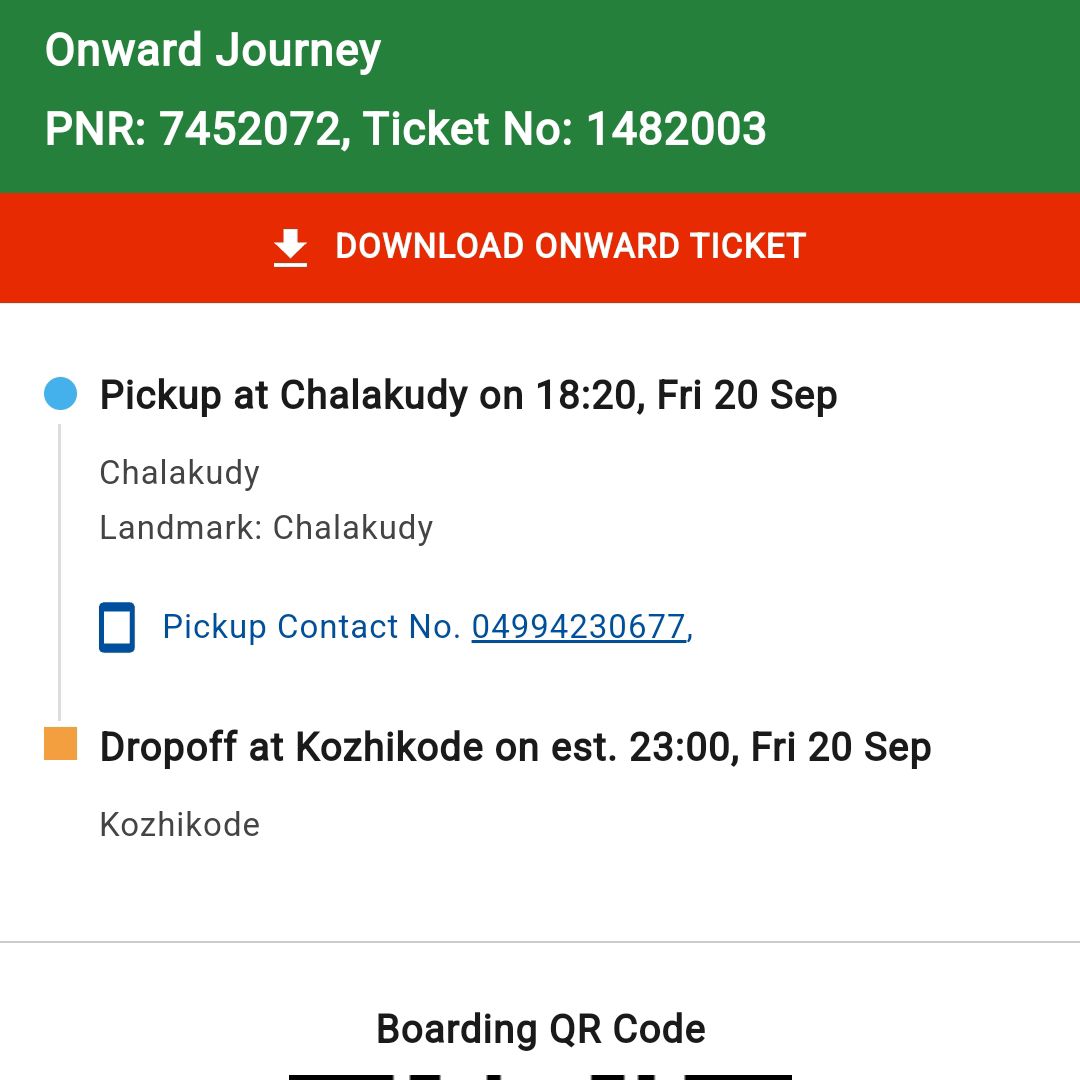 Onward Journey
PNR: 7452072, Ticket No: 1482003
DOWNLOAD ONWARD TICKET
Pickup at Chalakudy on 18:20, Fri 20 Sep
Chalakudy
Landmark: Chalakudy
Pickup Contact No. 04994230677,
Dropoff at Kozhikode on est. 23:00, Fri 20 Sep
Kozhikode
Boarding QR Code